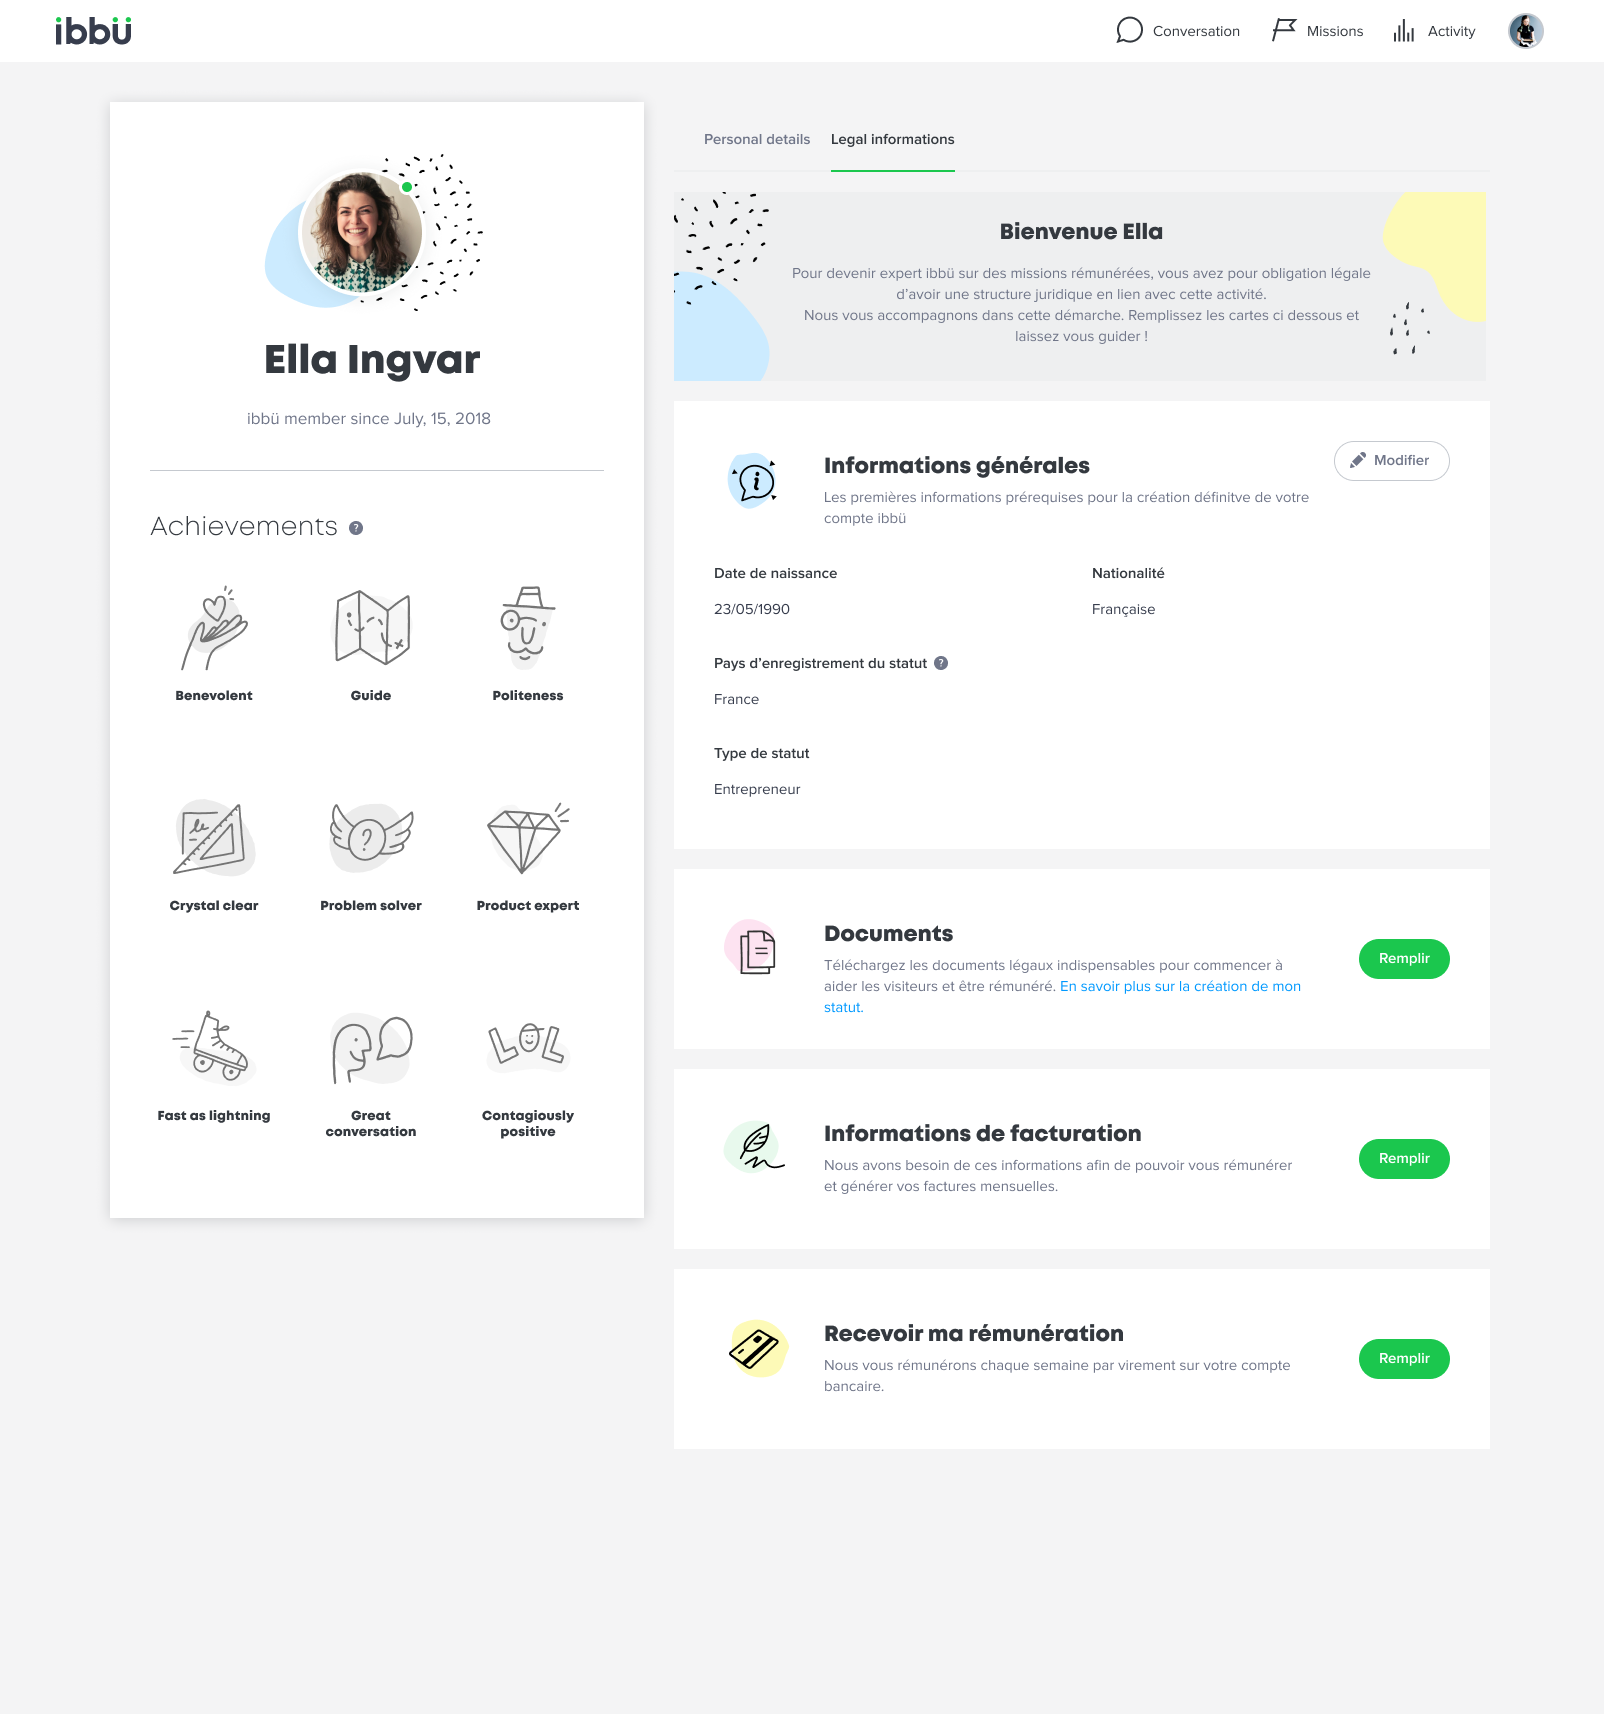 ibbü
Conversation
Missions
Activity
Ella Ingvar
ibbü member since July, 15, 2018
Achievements ?
Benevolent
Guide
Politeness
le
?
Crystal clear
Problem solver
Product expert
LOL
Fast as lightning
Great
conversation
Contagiously
positive
Personal details
Legal informations
Bienvenue Ella
Pour devenir expert ibbü sur des missions rémunérées, vous avez pour obligation légale
d’avoir une structure juridique en lien avec cette activité.
Nous vous accompagnons dans cette démarche. Remplissez les cartes ci dessous et
laissez vous guider !
i
Informations générales
Modifier
Les premières informations prérequises pour la création définitve de votre
compte ibbü
Date de naissance
Nationalité
23/05/1990
Française
Pays d’enregistrement du statut ?
France
Type de statut
Entrepreneur
Documents
Téléchargez les documents légaux indispensables pour commencer à
aider les visiteurs et être rémunéré. En savoir plus sur la création de mon
statut.
Remplir
Informations de facturation
Nous avons besoin de ces informations afin de pouvoir vous rémunérer
et générer vos factures mensuelles.
Remplir
Recevoir ma rémunération
Nous vous rémunérons chaque semaine par virement sur votre compte
bancaire.
Remplir